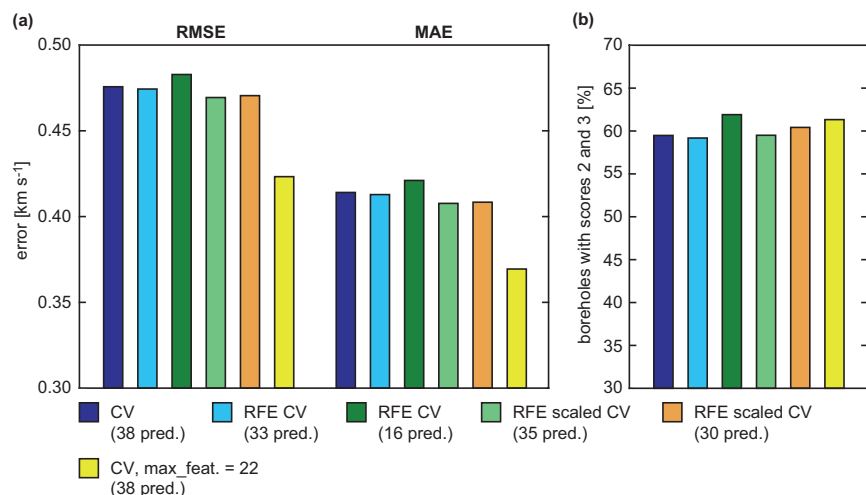 (a)
RMSE
MAE
0.50
0.45
0.40
0.35
0.30
error [km s⁻¹]
(b)
70
65
60
55
50
45
40
35
30
boreholes with scores 2 and 3 [%]
CV
(38 pred.)
RFE CV
(33 pred.)
RFE CV
(16 pred.)
RFE scaled CV
(35 pred.)
RFE scaled CV
(30 pred.)
CV, max_feat. = 22
(38 pred.)